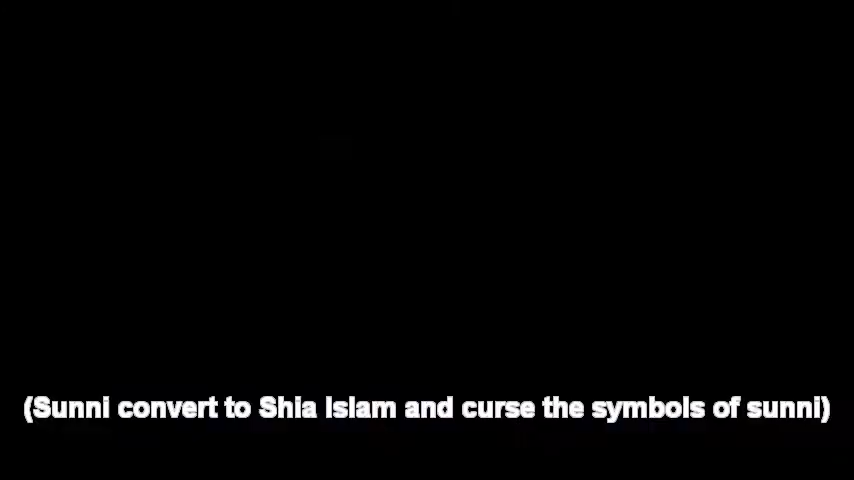 (Sunni convert to Shia Islam and curse the symbols of sunni)